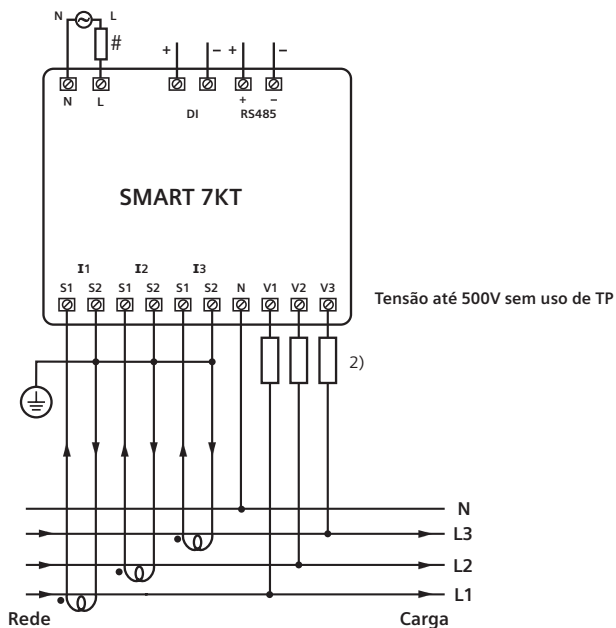 N L
#
+ − + −
N L + −
DI RS485
SMART 7KT
I1 I2 I3
S1 S2 S1 S2 S1 S2 N V1 V2 V3
Tensão até 500V sem uso de TP
2)
N
L3
L2
L1
Rede Carga